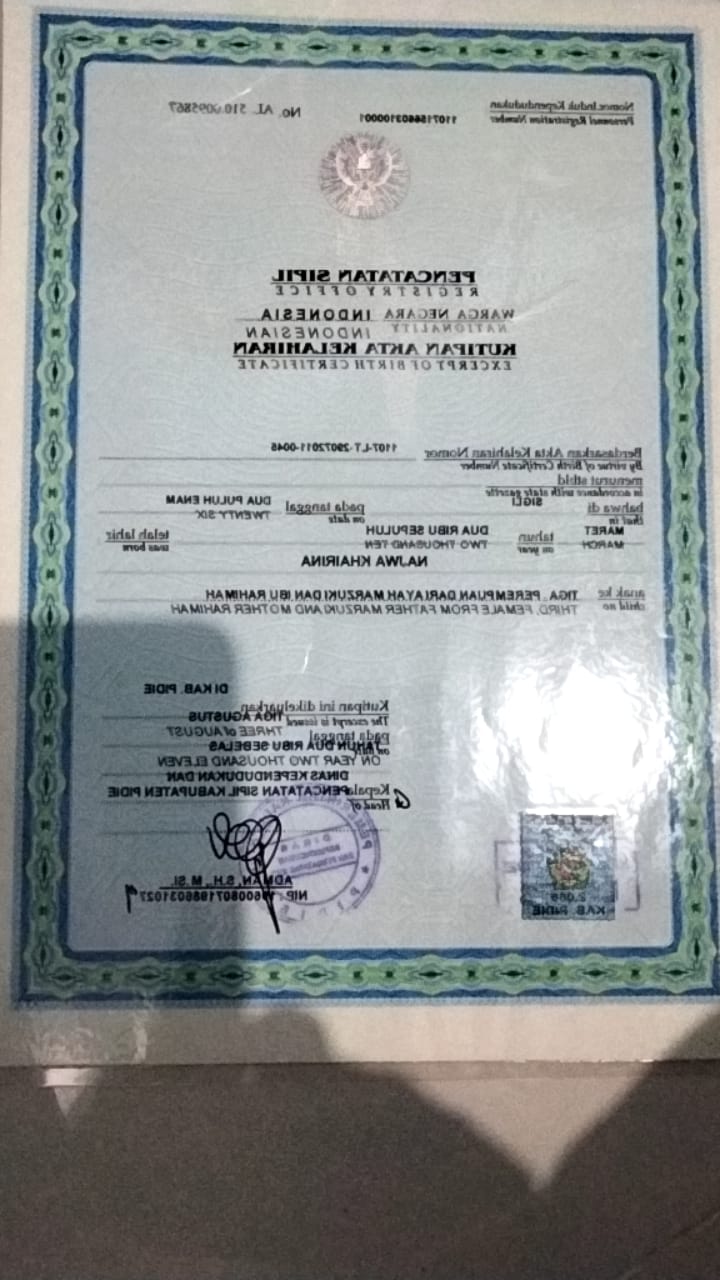 Nomor Induk Kependudukan
Personnel Registration Number
1107156603100001
No. AL. 510.0095867
PENCATATAN SIPIL
REGISTRY OFFICE
WARGA NEGARA INDONESIA
NATIONALITY INDONESIAN
KUTIPAN AKTA KELAHIRAN
EXCERPT OF BIRTH CERTIFICATE
Berdasarkan Akta Kelahiran Nomor 1107-LT-29072011-0045
By virtue of Birth Certificate Number
menurut stbld
in accordance with state gazette
bahwa di SIGLI pada tanggal DUA PULUH ENAM
that in on date TWENTY SIX
MARET tahun DUA RIBU SEPULUH telah lahir
MARCH on year TWO THOUSAND TEN was born
NAJWA KHAIRINA
anak ke TIGA, PEREMPUAN DARI AYAH MARZUKI DAN IBU RAHIMAH
child no THIRD, FEMALE FROM FATHER MARZUKI AND MOTHER RAHIMAH
Kutipan ini dikeluarkan DI KAB. PIDIE
The excerpt is issued
pada tanggal TIGA AGUSTUS
on date THREE of AUGUST
TAHUN DUA RIBU SEBELAS
ON YEAR TWO THOUSAND ELEVEN
Kepala DINAS KEPENDUDUKAN DAN
PENCATATAN SIPIL KABUPATEN PIDIE
Head of
ADNAN, S.H., M.SI.
NIP.
KAB. PIDIE